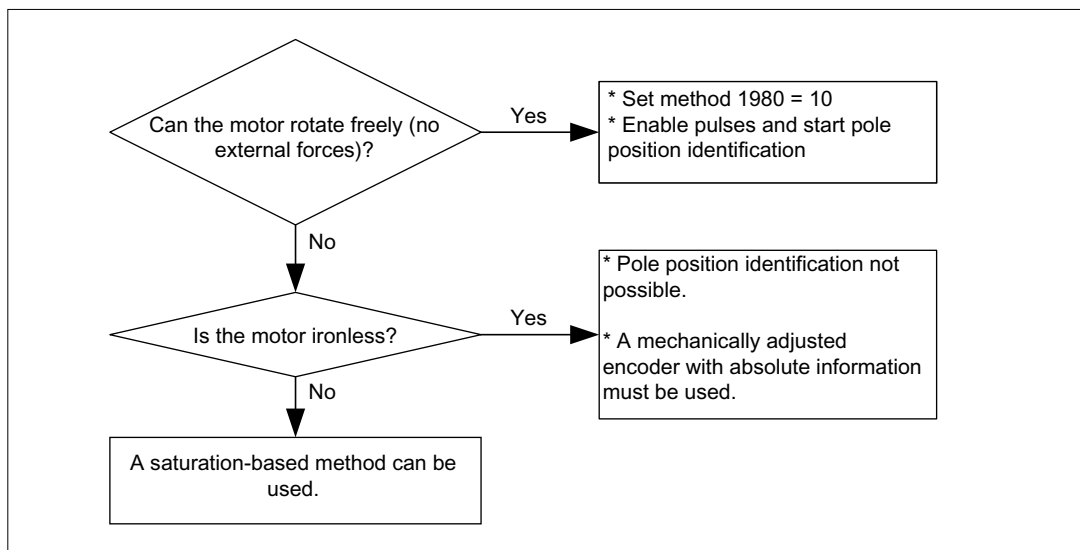 Can the motor rotate freely (no
external forces)?
Yes
* Set method 1980 = 10
* Enable pulses and start pole
position identification
No
Is the motor ironless?
Yes
* Pole position identification not
possible.
* A mechanically adjusted
encoder with absolute information
must be used.
No
A saturation-based method can be
used.